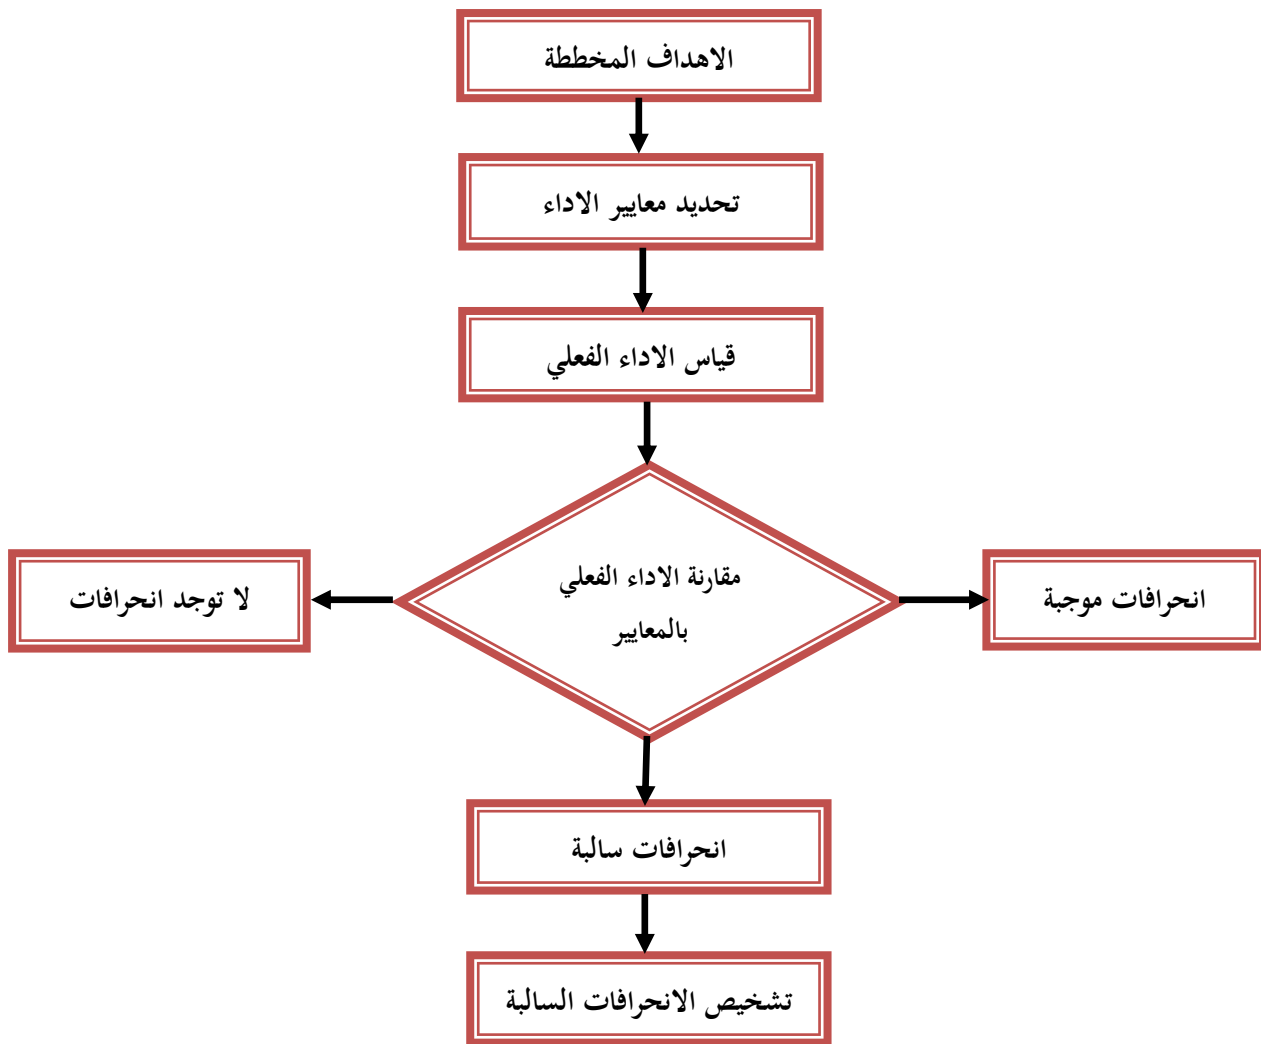 الاهداف المخططة
تحديد معايير الاداء
قياس الاداء الفعلي
مقارنة الاداء الفعلي
بالمعايير
انحرافات موجبة
لا توجد انحرافات
انحرافات سالبة
تشخيص الانحرافات السالبة